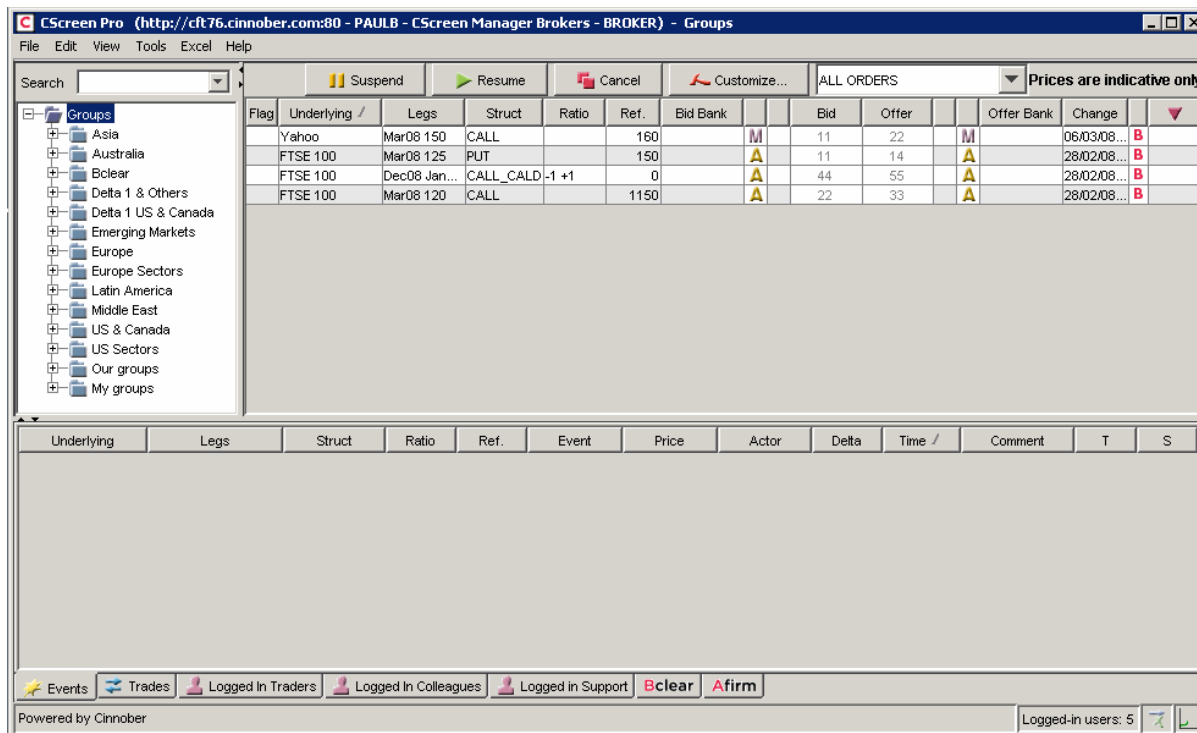 C CScreen Pro (http://cft76.cinnober.com:80 - PAULB - CScreen Manager Brokers - BROKER) - Groups
File Edit View Tools Excel Help
Search Suspend Resume Cancel Customize... ALL ORDERS Prices are indicative only
Groups
Asia
Australia
Bclear
Delta 1 & Others
Delta 1 US & Canada
Emerging Markets
Europe
Europe Sectors
Latin America
Middle East
US & Canada
US Sectors
Our groups
My groups
Flag Underlying Legs Struct Ratio Ref. Bid Bank Bid Offer Offer Bank Change
Yahoo Mar08 150 CALL 160 M 11 22 M 06/03/08... B
FTSE 100 Mar08 125 PUT 150 A 11 14 A 28/02/08... B
FTSE 100 Dec08 Jan... CALL_CALD -1 +1 0 A 44 55 A 28/02/08... B
FTSE 100 Mar08 120 CALL 1150 A 22 33 A 28/02/08... B
Underlying Legs Struct Ratio Ref. Event Price Actor Delta Time Comment T S
Events Trades Logged In Traders Logged In Colleagues Logged in Support Bclear Afirm
Powered by Cinnober Logged-in users: 5